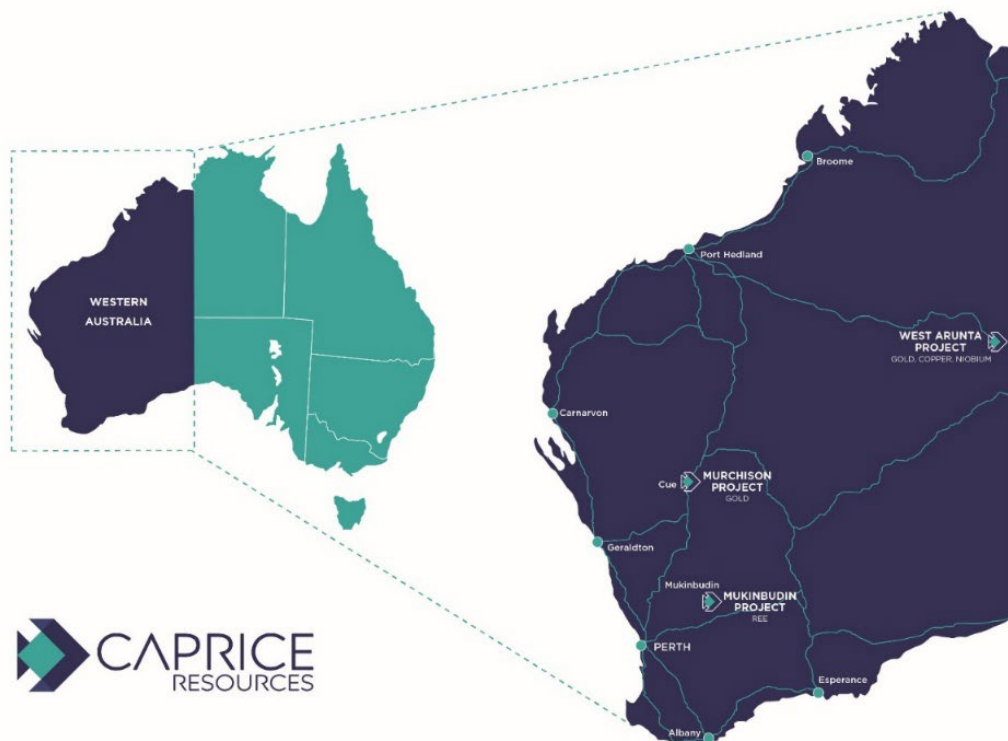 WESTERN
AUSTRALIA
Broome
Port Hedland
WEST ARUNTA
PROJECT
GOLD, COPPER, NIOBIUM
Carnarvon
Cue
MURCHISON
PROJECT
GOLD
Geraldton
Mukinbudin
MUKINBUDIN
PROJECT
REE
PERTH
Esperance
Albany
CAPRICE
RESOURCES